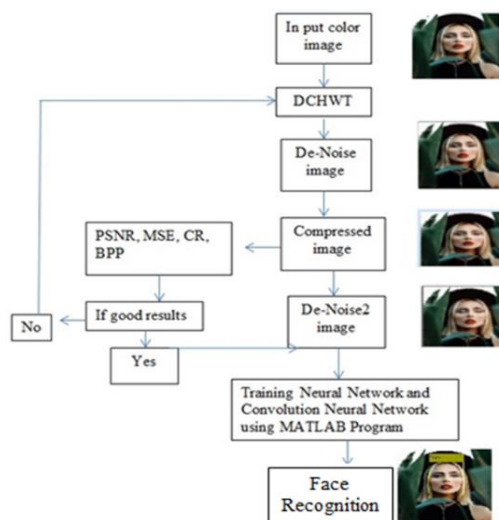 In put color
image
DCHWT
De-Noise
image
PSNR, MSE, CR,
BPP
Compressed
image
If good results
No
De-Noise2
image
Yes
Training Neural Network and
Convolution Neural Network
using MATLAB Program
Face
Recognition